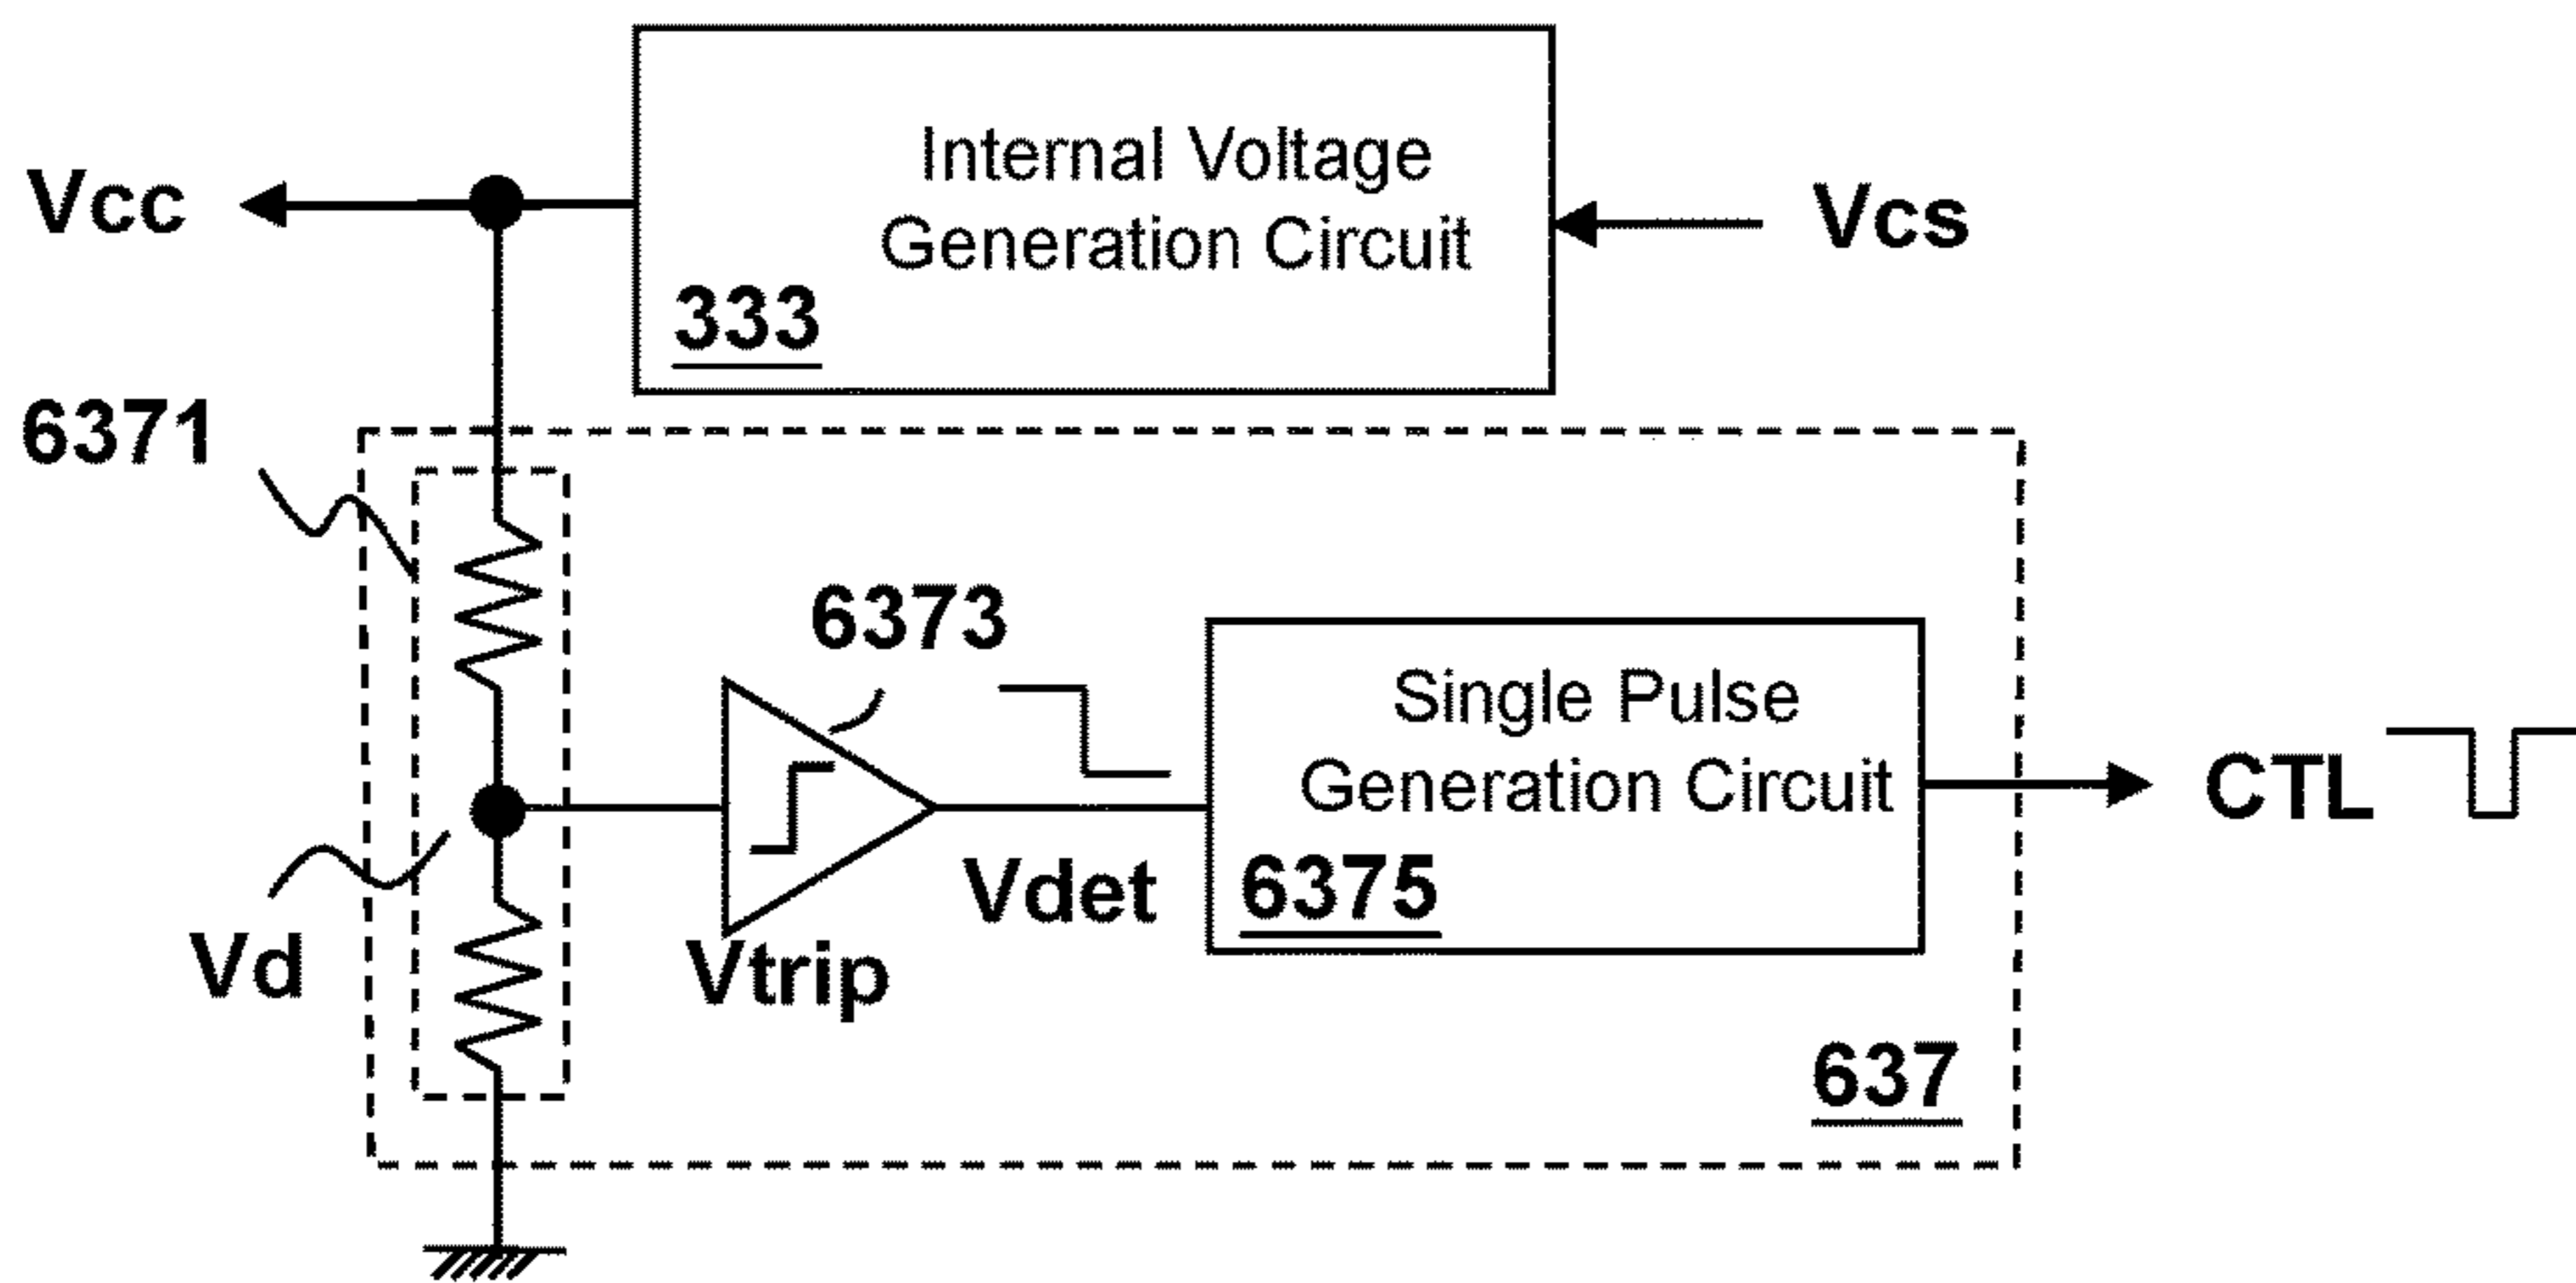 Internal Voltage
Generation Circuit
333
Vcc
Vcs
6371
6373
Single Pulse
Generation Circuit
6375
CTL
Vdet
Vd
Vtrip
637